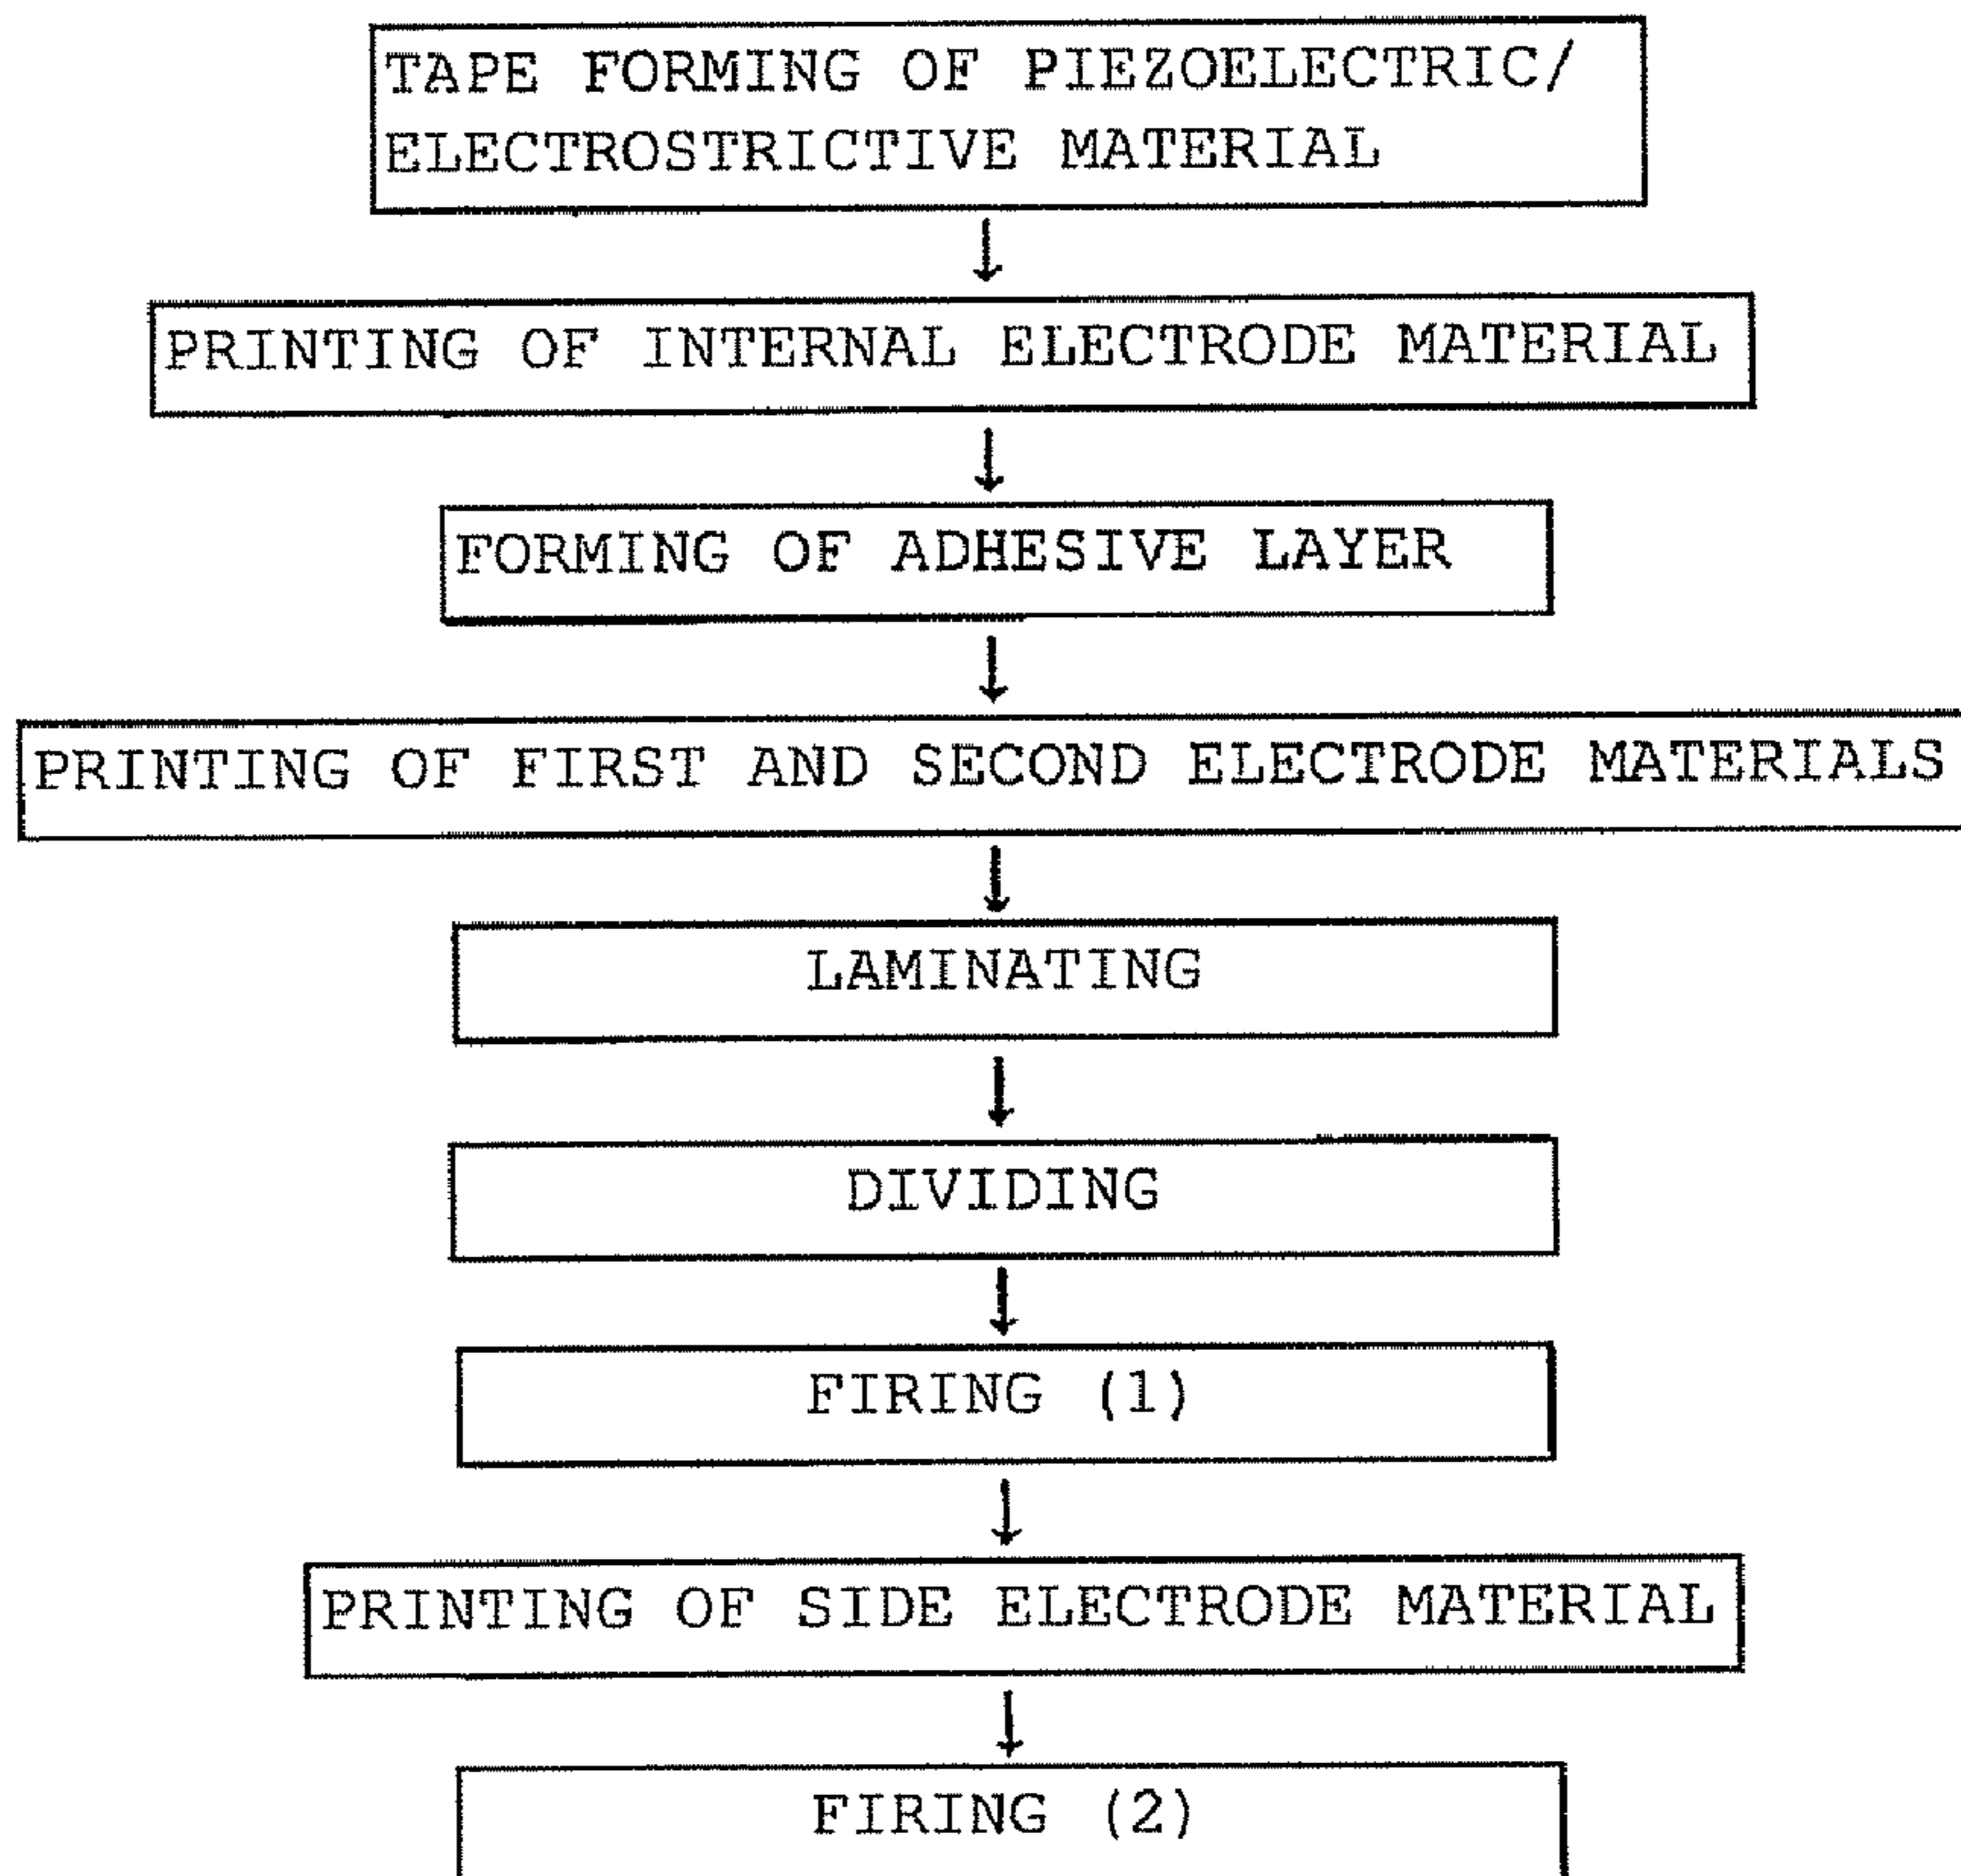 TAPE FORMING OF PIEZOELECTRIC/
ELECTROSTRICTIVE MATERIAL
PRINTING OF INTERNAL ELECTRODE MATERIAL
FORMING OF ADHESIVE LAYER
PRINTING OF FIRST AND SECOND ELECTRODE MATERIALS
LAMINATING
DIVIDING
FIRING (1)
PRINTING OF SIDE ELECTRODE MATERIAL
FIRING (2)